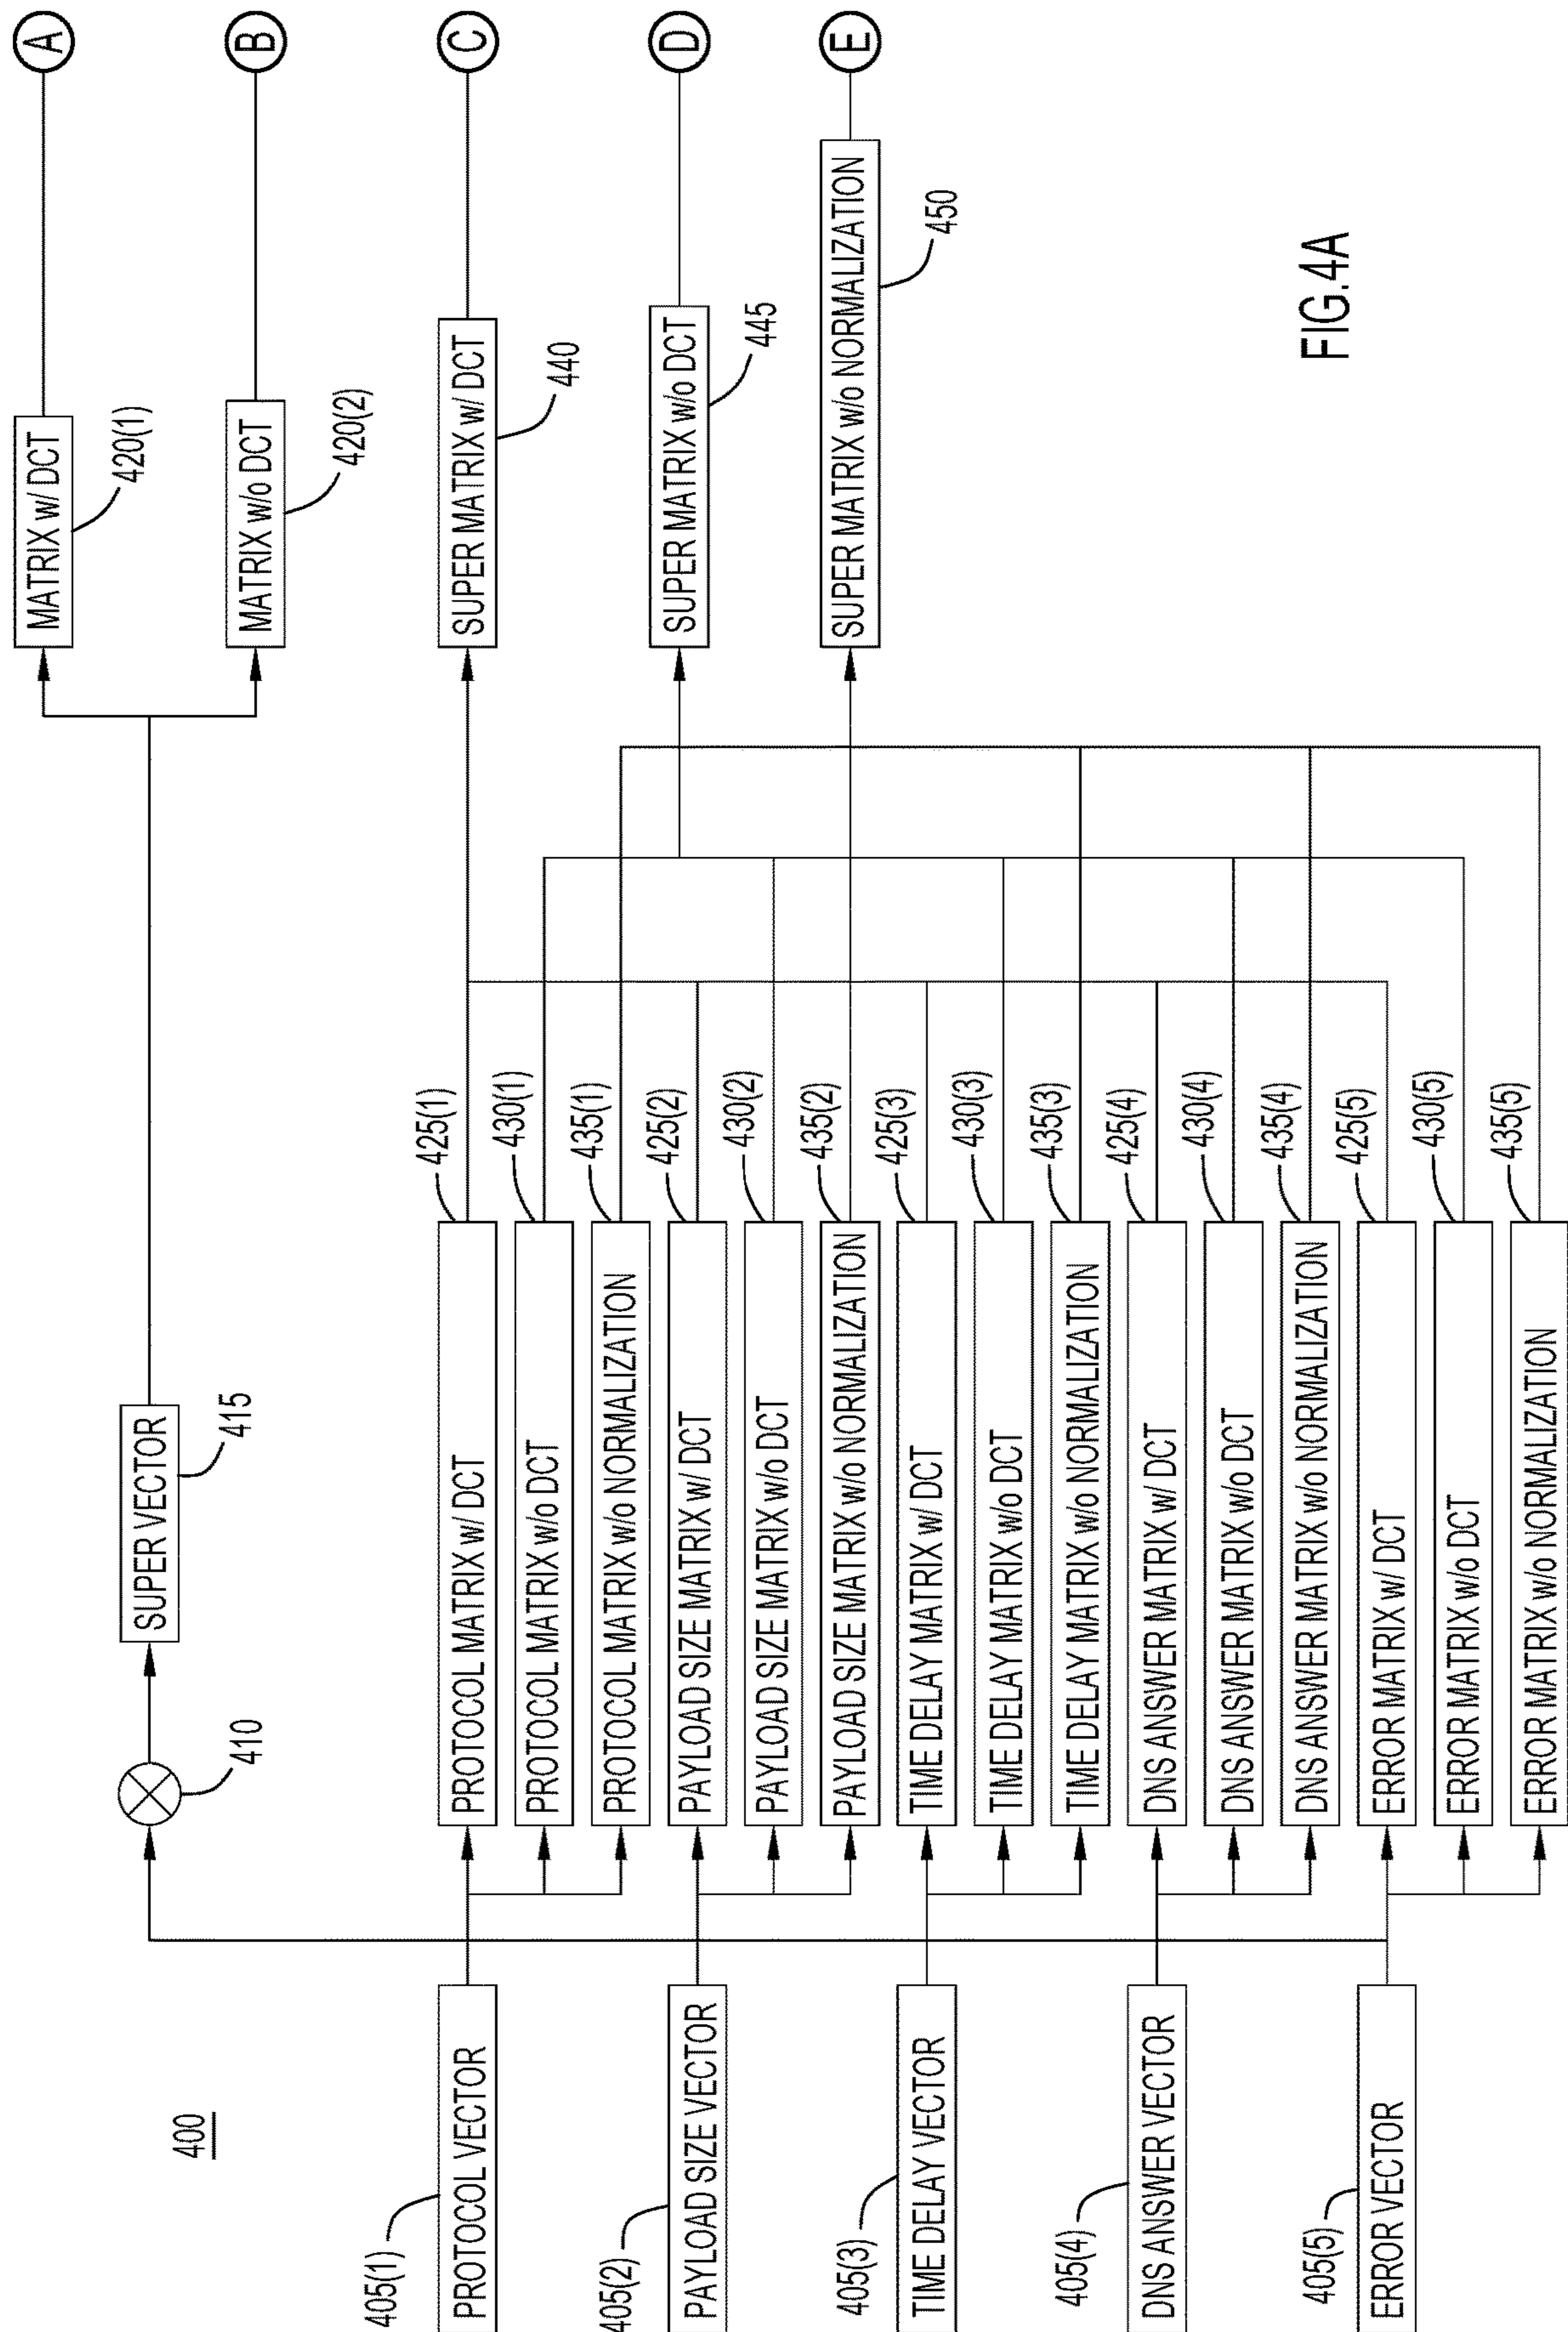 400
405(1)
PROTOCOL VECTOR
405(2)
PAYLOAD SIZE VECTOR
405(3)
TIME DELAY VECTOR
405(4)
DNS ANSWER VECTOR
405(5)
ERROR VECTOR
410
SUPER VECTOR
415
MATRIX w/ DCT
420(1)
A
MATRIX w/o DCT
420(2)
B
PROTOCOL MATRIX w/ DCT
425(1)
PROTOCOL MATRIX w/o DCT
430(1)
PROTOCOL MATRIX w/o NORMALIZATION
435(1)
PAYLOAD SIZE MATRIX w/ DCT
425(2)
PAYLOAD SIZE MATRIX w/o DCT
430(2)
PAYLOAD SIZE MATRIX w/o NORMALIZATION
435(2)
TIME DELAY MATRIX w/ DCT
425(3)
TIME DELAY MATRIX w/o DCT
430(3)
TIME DELAY MATRIX w/o NORMALIZATION
435(3)
DNS ANSWER MATRIX w/ DCT
425(4)
DNS ANSWER MATRIX w/o DCT
430(4)
DNS ANSWER MATRIX w/o NORMALIZATION
435(4)
ERROR MATRIX w/ DCT
425(5)
ERROR MATRIX w/o DCT
430(5)
ERROR MATRIX w/o NORMALIZATION
435(5)
SUPER MATRIX w/ DCT
440
C
SUPER MATRIX w/o DCT
445
D
SUPER MATRIX w/o NORMALIZATION
450
E
FIG.4A